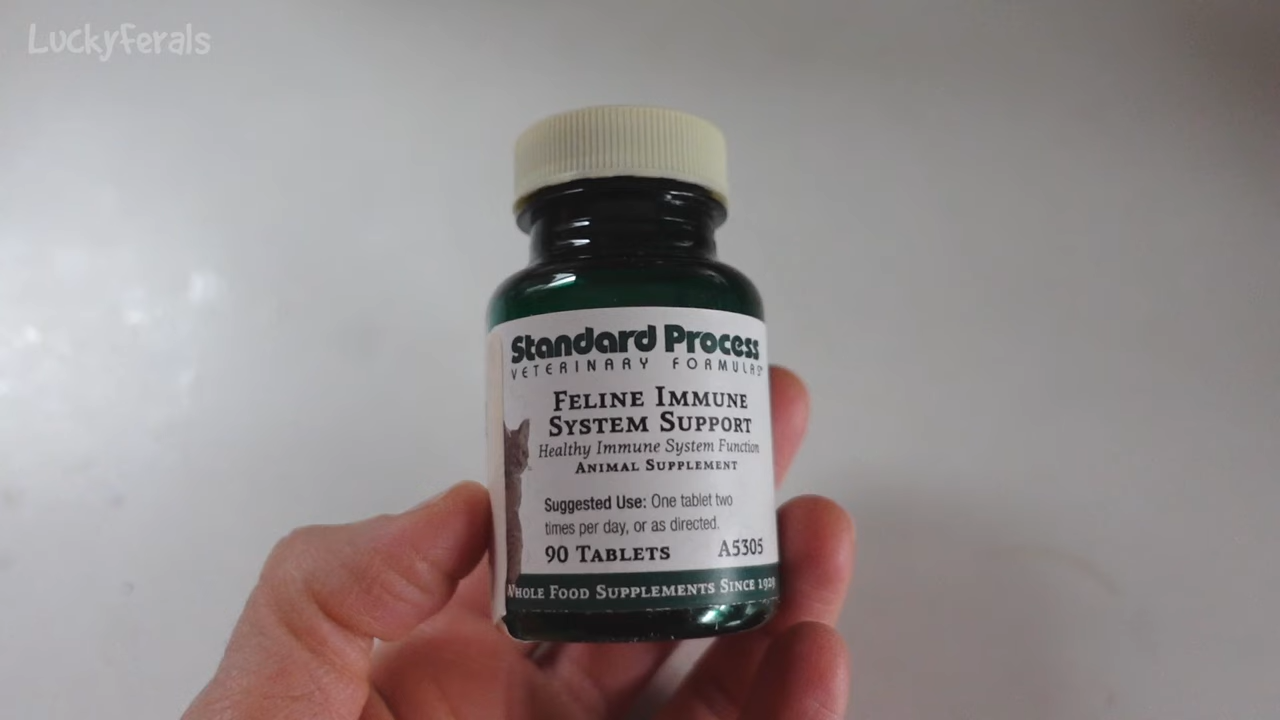 Luckyferals
Standard Process
VETERINARY FORMULAS
FELINE IMMUNE
SYSTEM SUPPORT
Healthy Immune System Function
ANIMAL SUPPLEMENT
Suggested Use: One tablet two
times per day, or as directed.
90 TABLETS A5305
WHOLE FOOD SUPPLEMENTS SINCE 1929